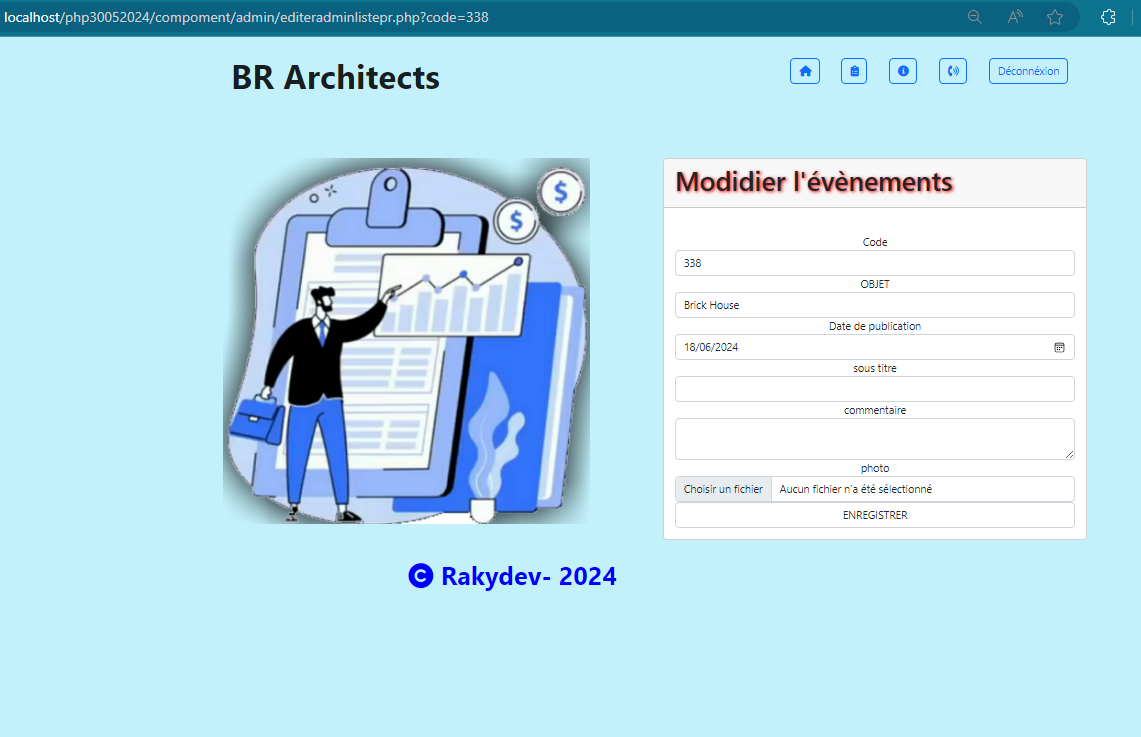 localhost/php30052024/compoment/admin/editeradminlistepr.php?code=338
BR Architects
Déconnéxion
Modidier l'évènements
Code
338
OBJET
Brick House
Date de publication
18/06/2024
sous titre
commentaire
photo
Choisir un fichier Aucun fichier n'a été sélectionné
ENREGISTRER
© Rakydev- 2024